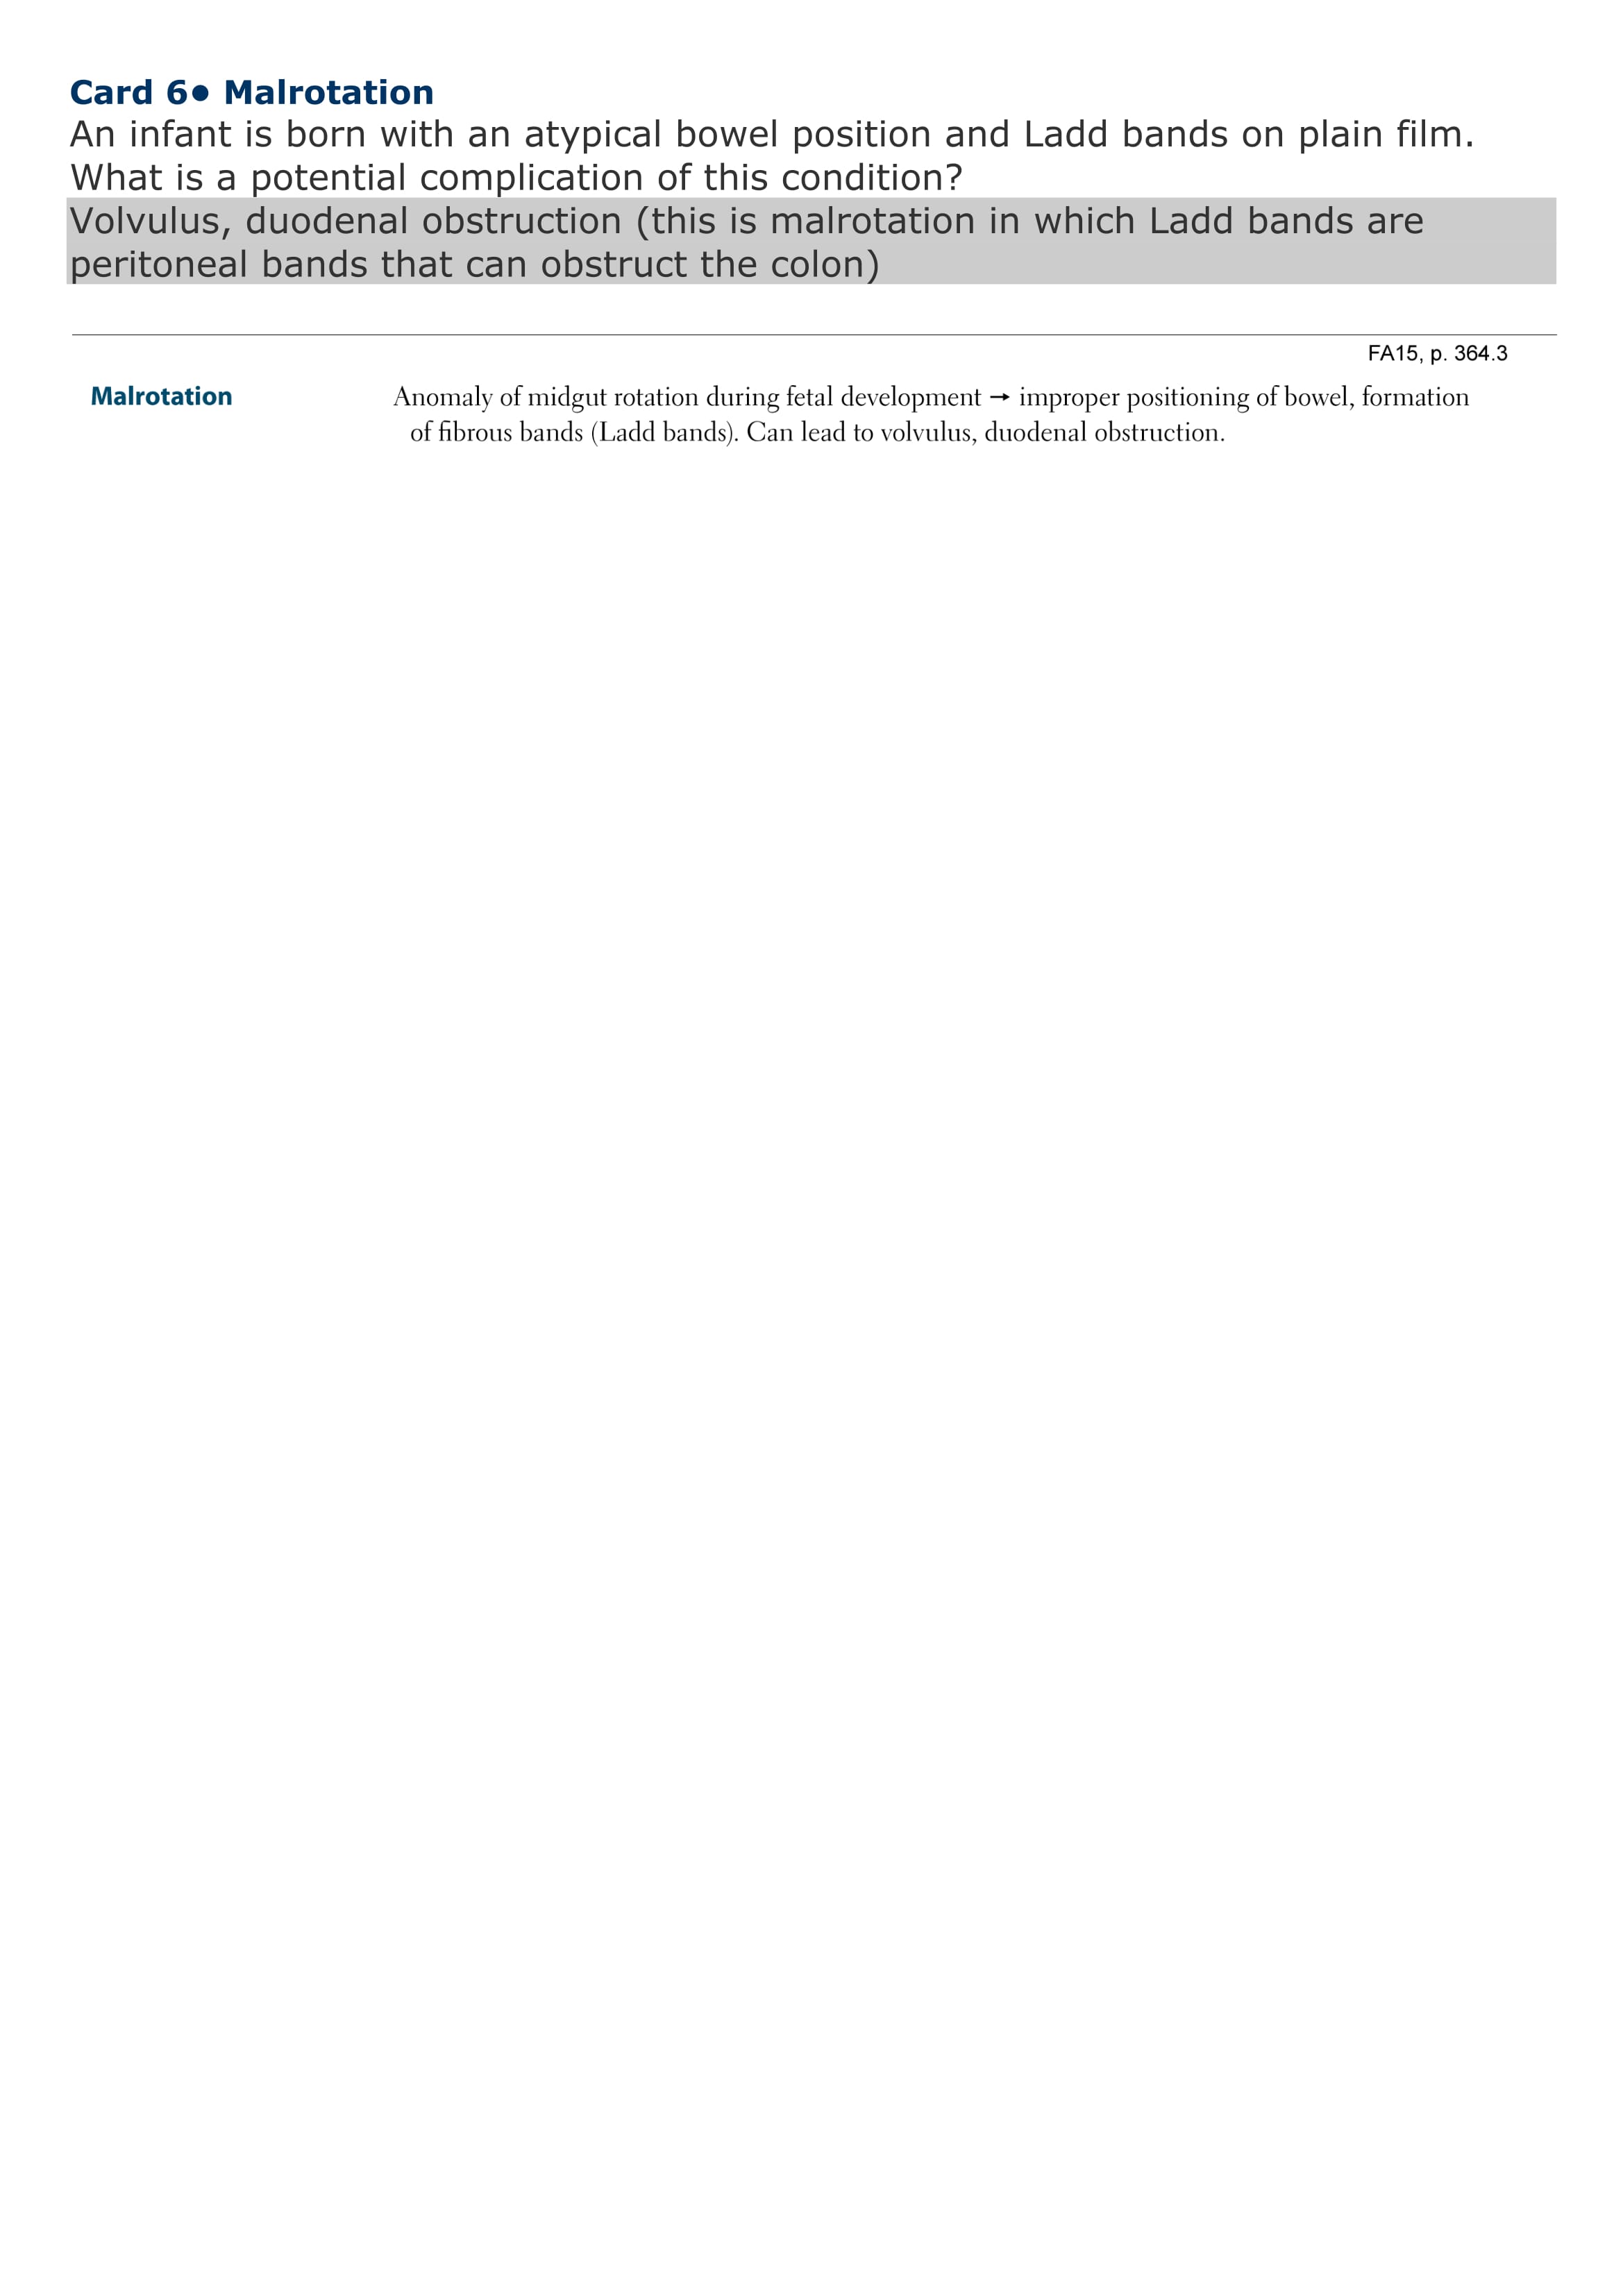 Card 6● Malrotation
An infant is born with an atypical bowel position and Ladd bands on plain film.
What is a potential complication of this condition?
Volvulus, duodenal obstruction (this is malrotation in which Ladd bands are
peritoneal bands that can obstruct the colon)
FA15, p. 364.3
Malrotation Anomaly of midgut rotation during fetal development → improper positioning of bowel, formation
of fibrous bands (Ladd bands). Can lead to volvulus, duodenal obstruction.